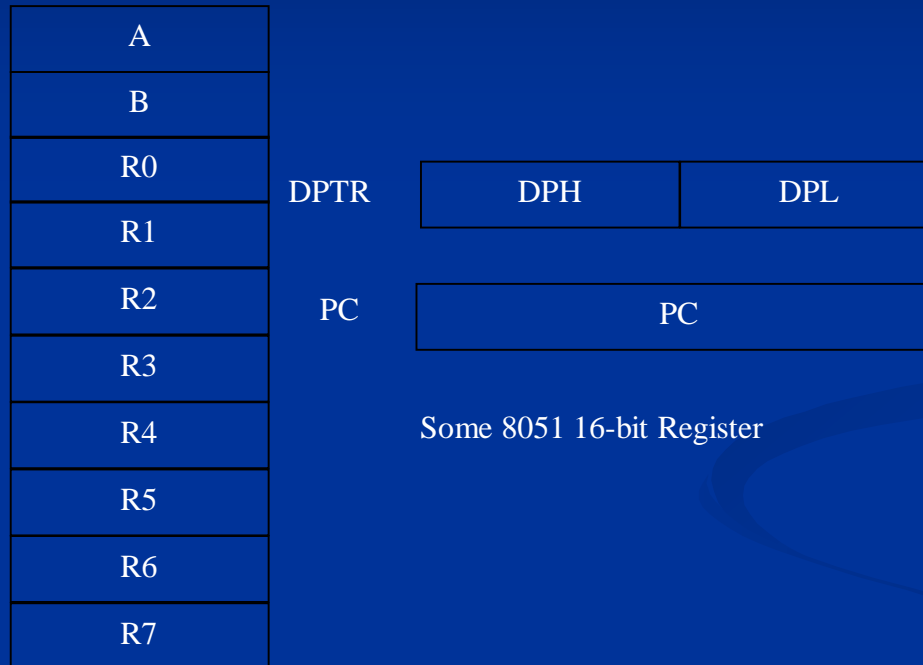 A
B
R0
R1
R2
R3
R4
R5
R6
R7
DPTR
DPH
DPL
PC
PC
Some 8051 16-bit Register